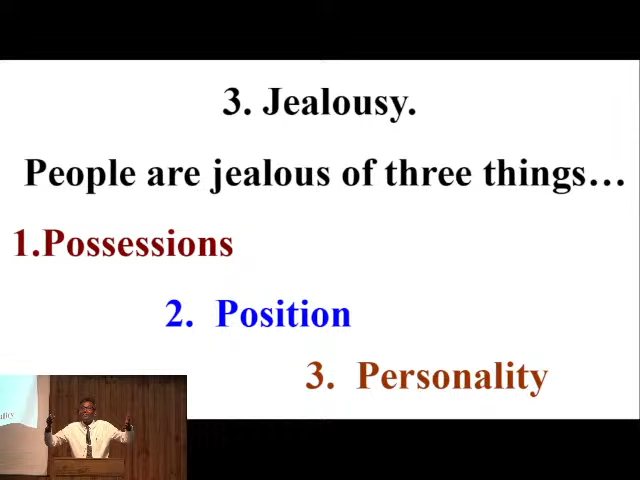 3. Jealousy.
People are jealous of three things…
1.Possessions
2. Position
3. Personality